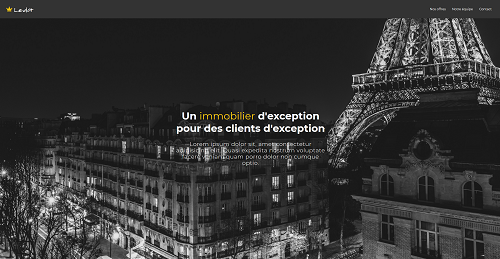 Levkt
Nos offres Notre équipe Contact
Un immobilier d'exception
pour des clients d'exception
Lorem ipsum dolor sit, amet consectetur
adipisicing elit. Quasi expedita nostrum voluptate
facere veniam quam porro dolor non cumque
optio.